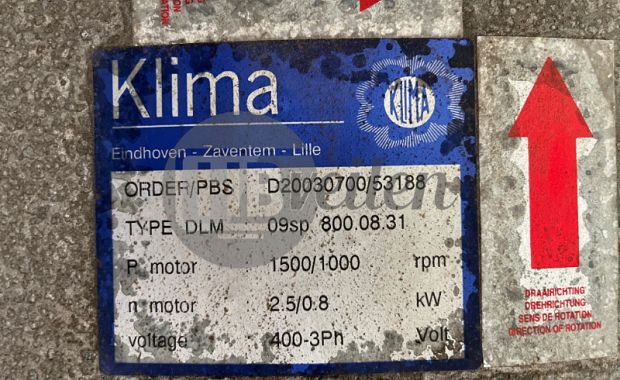 Klima
KLIMA
Eindhoven - Zaventem - Lille
ORDER/PBS D20030700/53188
TYPE DLM 09sp 800.08.31
P motor 1500/1000 rpm
n motor 2.5/0.8 kW
voltage 400-3Ph Volt
DRAAIRICHTING
DREHRICHTUNG
SENS DE ROTATION
DIRECTION OF ROTATION